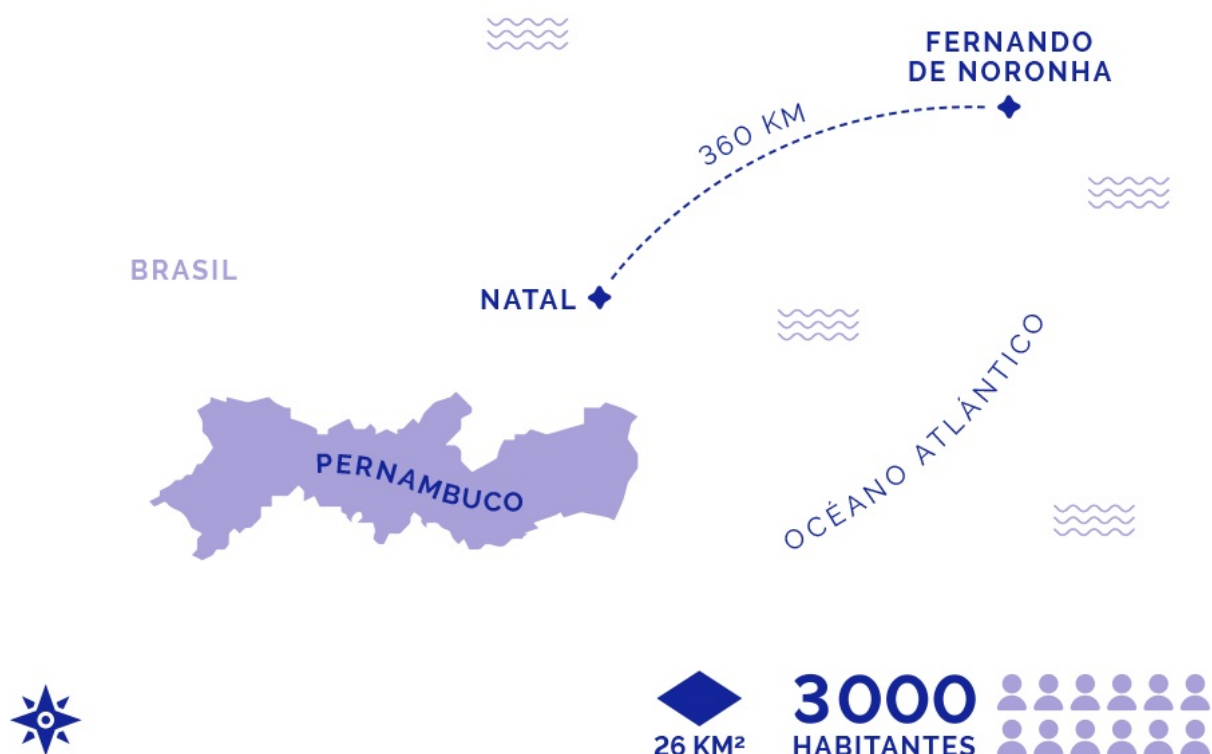 FERNANDO
DE NORONHA
360 KM
BRASIL
NATAL
OCÉANO ATLÁNTICO
PERNAMBUCO
26 KM²
3000
HABITANTES